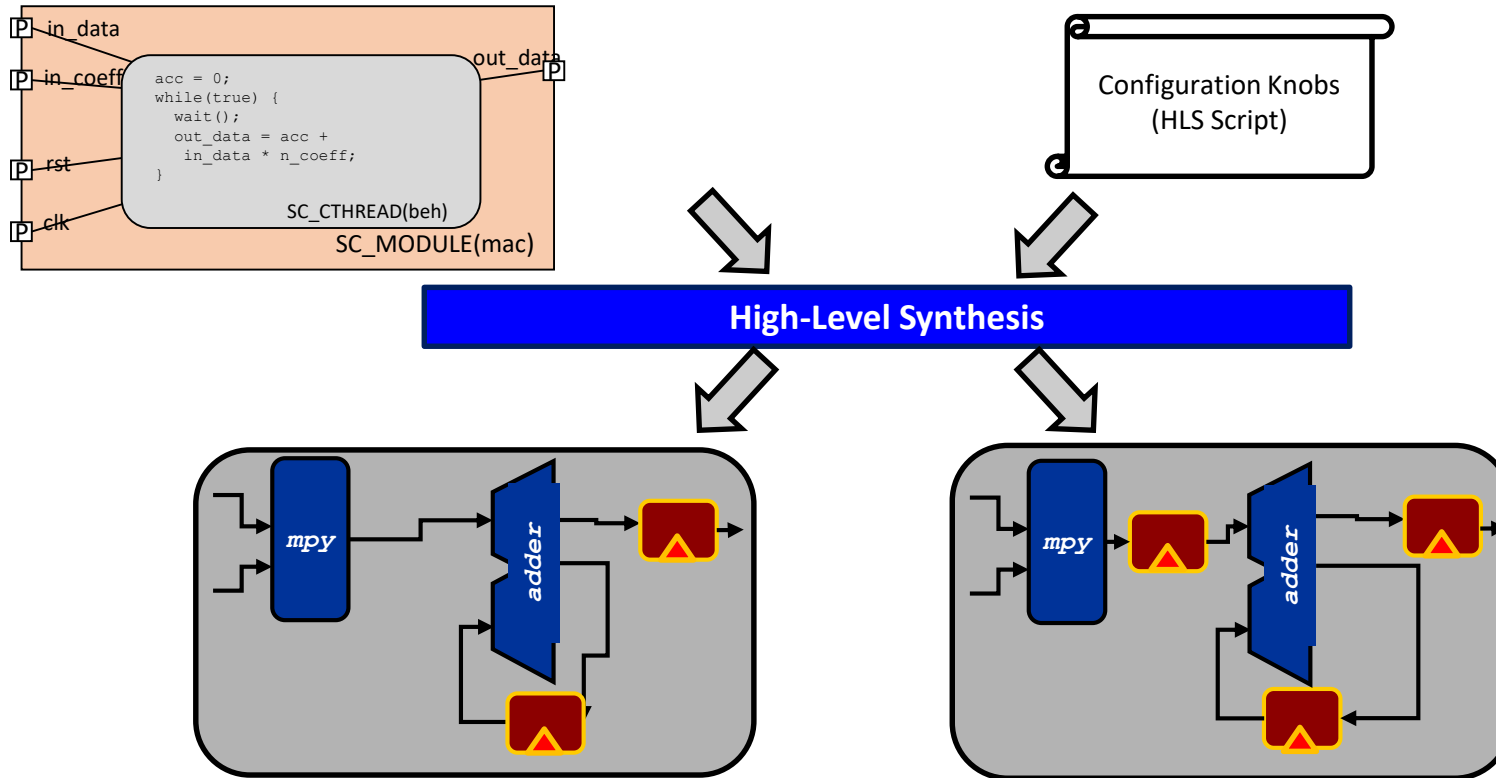 P in_data
P in_coeff
P rst
P clk
acc = 0;
while(true) {
wait();
out_data = acc +
in_data * n_coeff;
}
SC_CTHREAD(beh)
SC_MODULE(mac)
out_data
P
Configuration Knobs
(HLS Script)
High-Level Synthesis
mpy
adder
mpy
adder